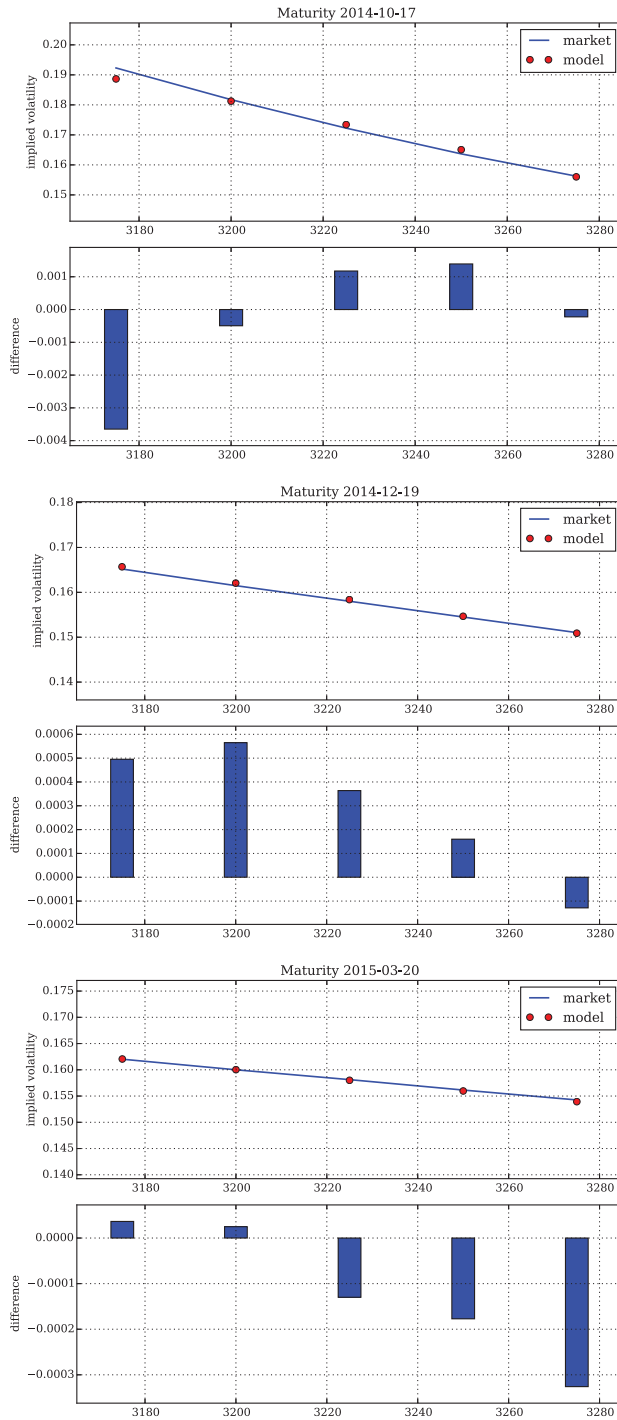 Maturity 2014-10-17
market
model
implied volatility
0.20
0.19
0.18
0.17
0.16
0.15
3180 3200 3220 3240 3260 3280
difference
0.001
0.000
−0.001
−0.002
−0.003
−0.004
3180 3200 3220 3240 3260 3280
Maturity 2014-12-19
market
model
implied volatility
0.18
0.17
0.16
0.15
0.14
3180 3200 3220 3240 3260 3280
difference
0.0006
0.0005
0.0004
0.0003
0.0002
0.0001
0.0000
−0.0001
−0.0002
3180 3200 3220 3240 3260 3280
Maturity 2015-03-20
market
model
implied volatility
0.175
0.170
0.165
0.160
0.155
0.150
0.145
0.140
3180 3200 3220 3240 3260 3280
difference
0.0000
−0.0001
−0.0002
−0.0003
3180 3200 3220 3240 3260 3280